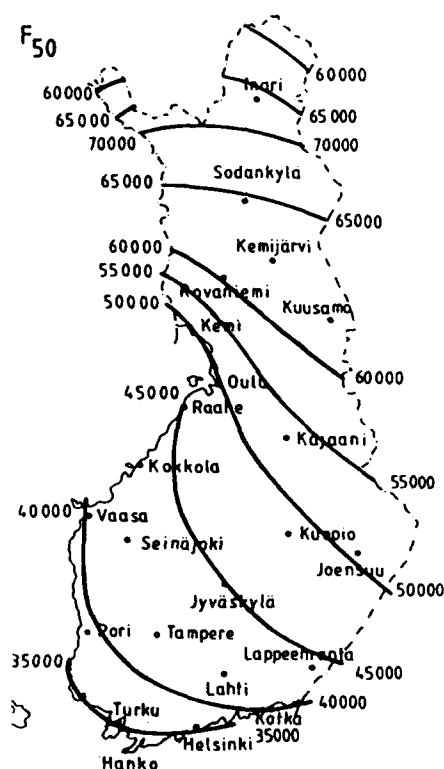 F50
60000
60000
Inari
65000
65000
70000
70000
Sodankylä
65000
65000
Kemijärvi
60000
55000
Rovaniemi
50000
Kuusamo
Kemi
60000
Oulu
45000
Raahe
Kajaani
Kokkola
55000
40000
Vaasa
Kuopio
Seinäjoki
Joensuu
50000
Jyväskylä
Pori
Tampere
Lappeenranta
35000
45000
Lahti
40000
Turku
Kotka
35000
Helsinki
Hanko